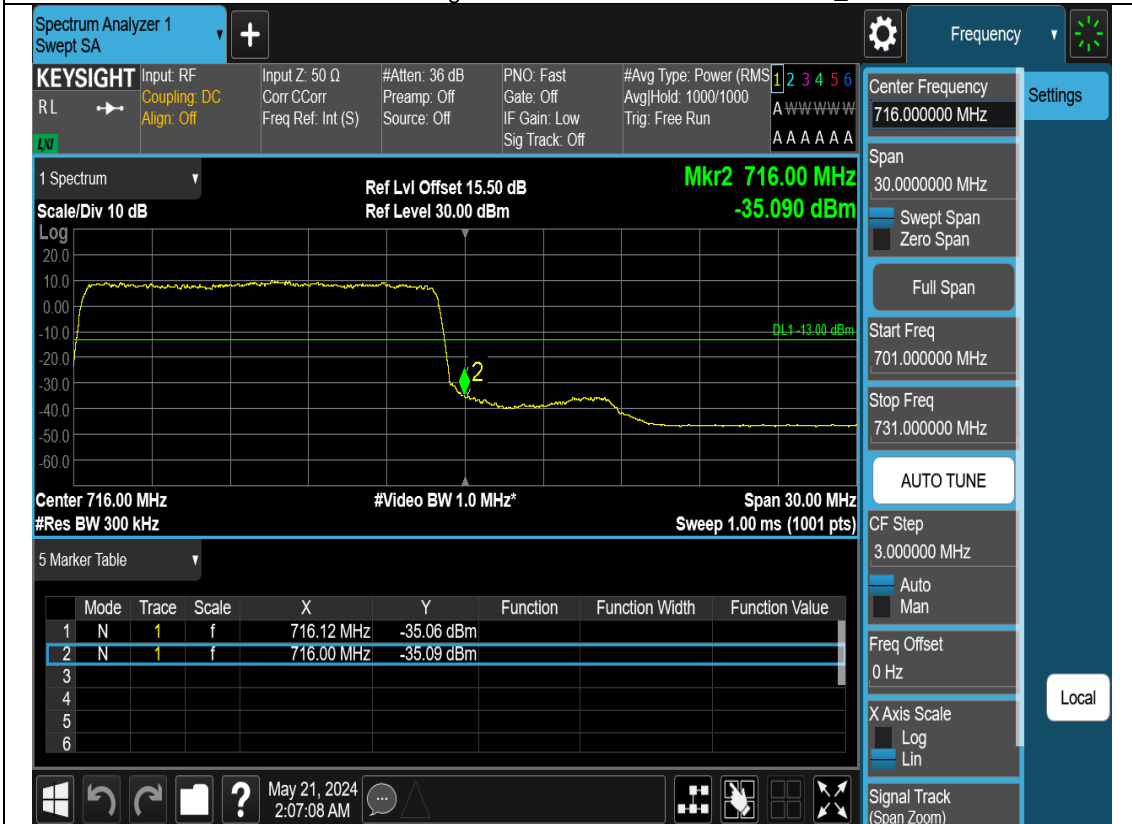 Spectrum Analyzer 1
Swept SA
+
Frequency
KEYSIGHT
RL
LXI
Input: RF
Coupling: DC
Align: Off
Input Z: 50 Ω
Corr CCorr
Freq Ref: Int (S)
#Atten: 36 dB
Preamp: Off
Source: Off
PNO: Fast
Gate: Off
IF Gain: Low
Sig Track: Off
#Avg Type: Power (RMS
Avg|Hold: 1000/1000
Trig: Free Run
1 2 3 4 5 6
A W W W W W
A A A A A A
1 Spectrum
Scale/Div 10 dB
Ref Lvl Offset 15.50 dB
Ref Level 30.00 dBm
Mkr2 716.00 MHz
-35.090 dBm
Log
20.0
10.0
0.00
-10.0
-20.0
-30.0
-40.0
-50.0
-60.0
DL1 -13.00 dBm
2
Center 716.00 MHz
#Video BW 1.0 MHz*
Span 30.00 MHz
#Res BW 300 kHz
Sweep 1.00 ms (1001 pts)
5 Marker Table
Mode Trace Scale X Y Function Function Width Function Value
1 N 1 f 716.12 MHz -35.06 dBm
2 N 1 f 716.00 MHz -35.09 dBm
3
4
5
6
?
May 21, 2024
2:07:08 AM
Center Frequency
716.000000 MHz
Settings
Span
30.0000000 MHz
Swept Span
Zero Span
Full Span
Start Freq
701.000000 MHz
Stop Freq
731.000000 MHz
AUTO TUNE
CF Step
3.000000 MHz
Auto
Man
Freq Offset
0 Hz
Local
X Axis Scale
Log
Lin
Signal Track
(Span Zoom)